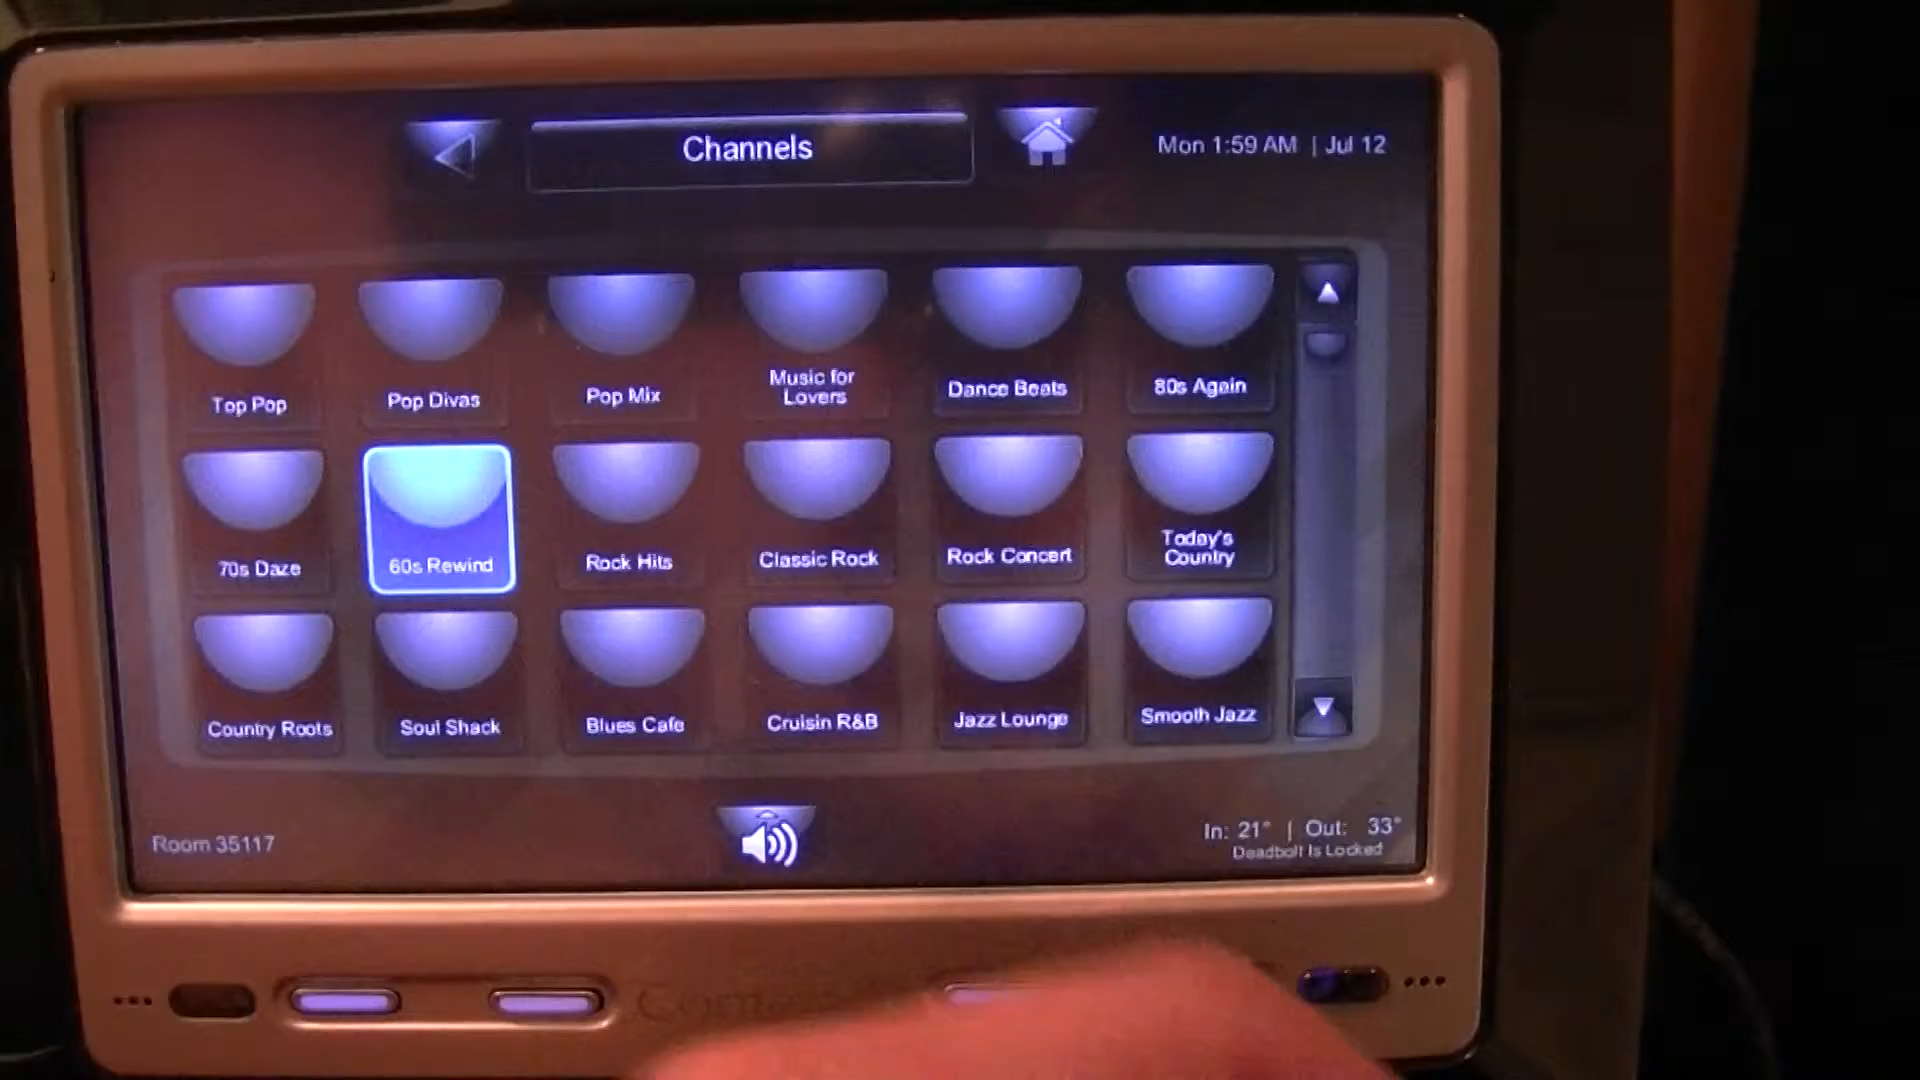 Channels
Mon 1:59 AM | Jul 12
Top Pop
Pop Divas
Pop Mix
Music for
Lovers
Dance Beats
80s Again
70s Daze
60s Rewind
Rock Hits
Classic Rock
Rock Concert
Today's
Country
Country Roots
Soul Shack
Blues Cafe
Cruisin R&B
Jazz Lounge
Smooth Jazz
Room 35117
In: 21° | Out: 33°
Deadbolt Is Locked